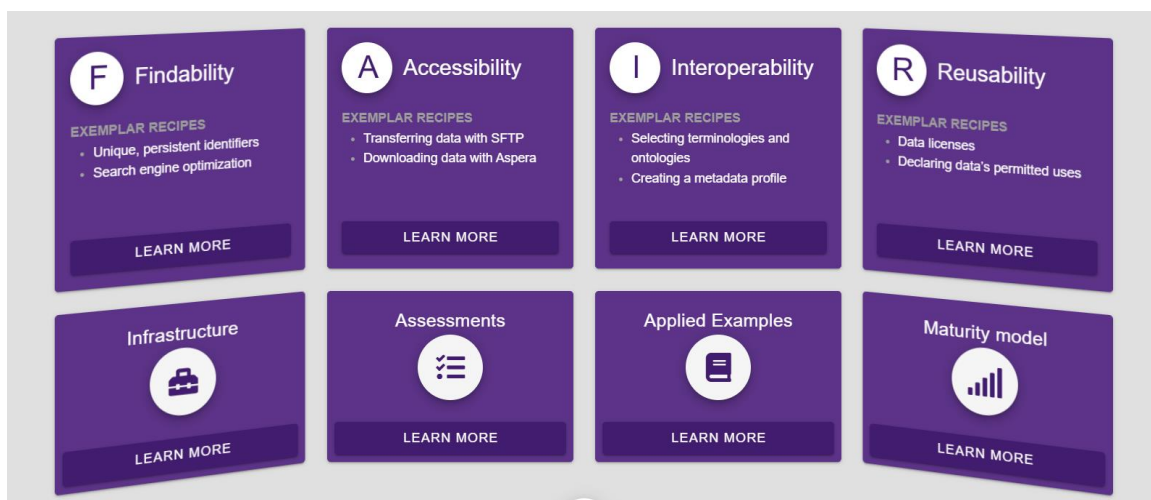 F Findability
EXEMPLAR RECIPES
Unique, persistent identifiers
Search engine optimization
LEARN MORE
A Accessibility
EXEMPLAR RECIPES
Transferring data with SFTP
Downloading data with Aspera
LEARN MORE
I Interoperability
EXEMPLAR RECIPES
Selecting terminologies and
ontologies
Creating a metadata profile
LEARN MORE
R Reusability
EXEMPLAR RECIPES
Data licenses
Declaring data's permitted uses
LEARN MORE
Infrastructure
LEARN MORE
Assessments
LEARN MORE
Applied Examples
LEARN MORE
Maturity model
LEARN MORE